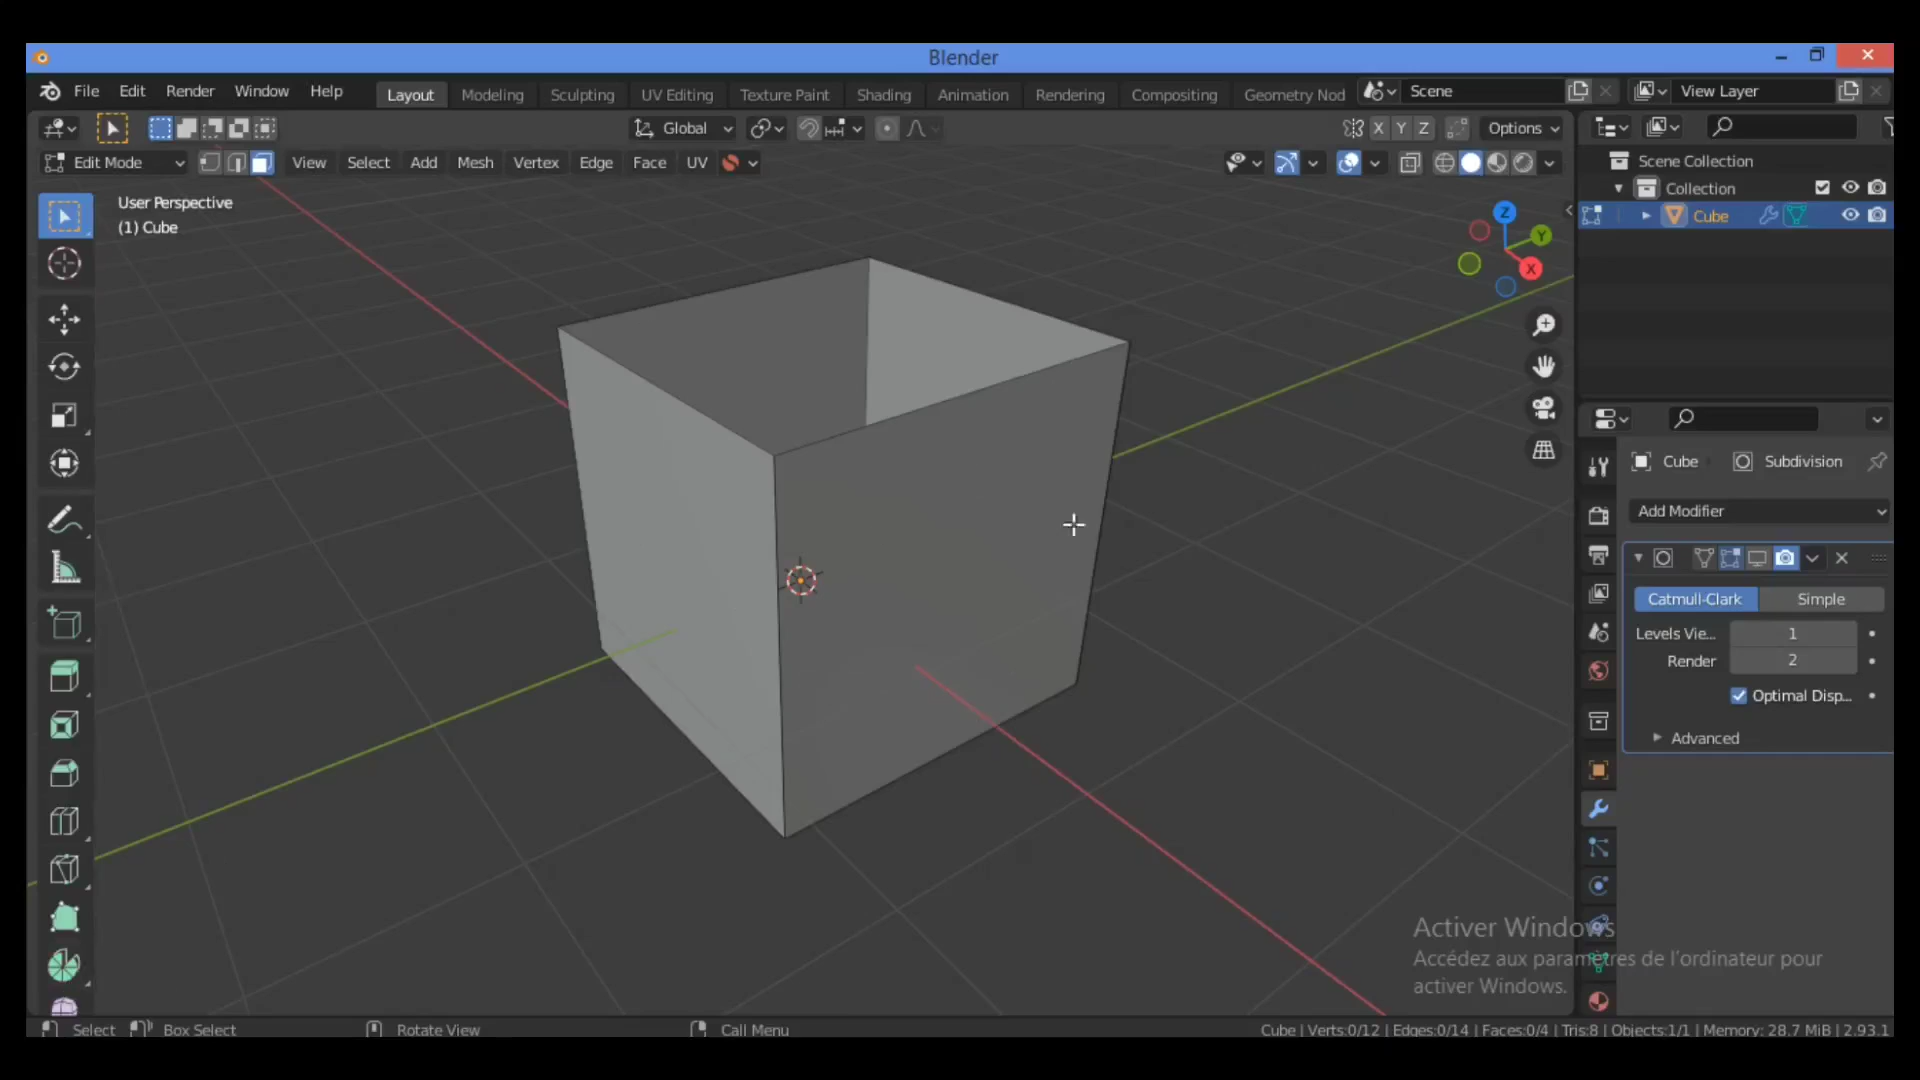 Blender
File Edit Render Window Help Layout Modeling Sculpting UV Editing Texture Paint Shading Animation Rendering Compositing Geometry Nod Scene View Layer
Global X Y Z Options
Edit Mode View Select Add Mesh Vertex Edge Face UV
Scene Collection
Collection
Cube
User Perspective
(1) Cube
Z
Y
X
Cube Subdivision
Add Modifier
Catmull-Clark Simple
Levels Vie... 1
Render 2
Optimal Disp...
Advanced
Activer Windows
Accédez aux paramètres de l'ordinateur pour
activer Windows.
Select Box Select Rotate View Call Menu Cube | Verts:0/12 | Edges:0/14 | Faces:0/4 | Tris:8 | Objects:1/1 | Memory: 28.7 MiB | 2.93.1